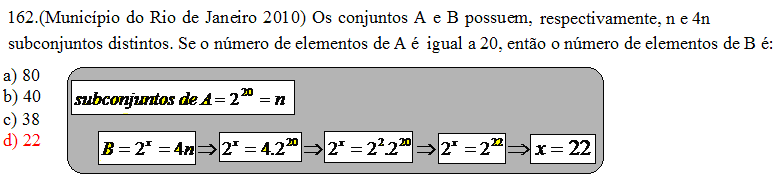 162.(Município do Rio de Janeiro 2010) Os conjuntos A e B possuem, respectivamente, n e 4n
subconjuntos distintos. Se o número de elementos de A é igual a 20, então o número de elementos de B é:
a) 80
b) 40
c) 38
d) 22
subconjuntos de A = 2²⁰ = n
B = 2ˣ = 4n ⇒ 2ˣ = 4.2²⁰ ⇒ 2ˣ = 2².2²⁰ ⇒ 2ˣ = 2²² ⇒ x = 22